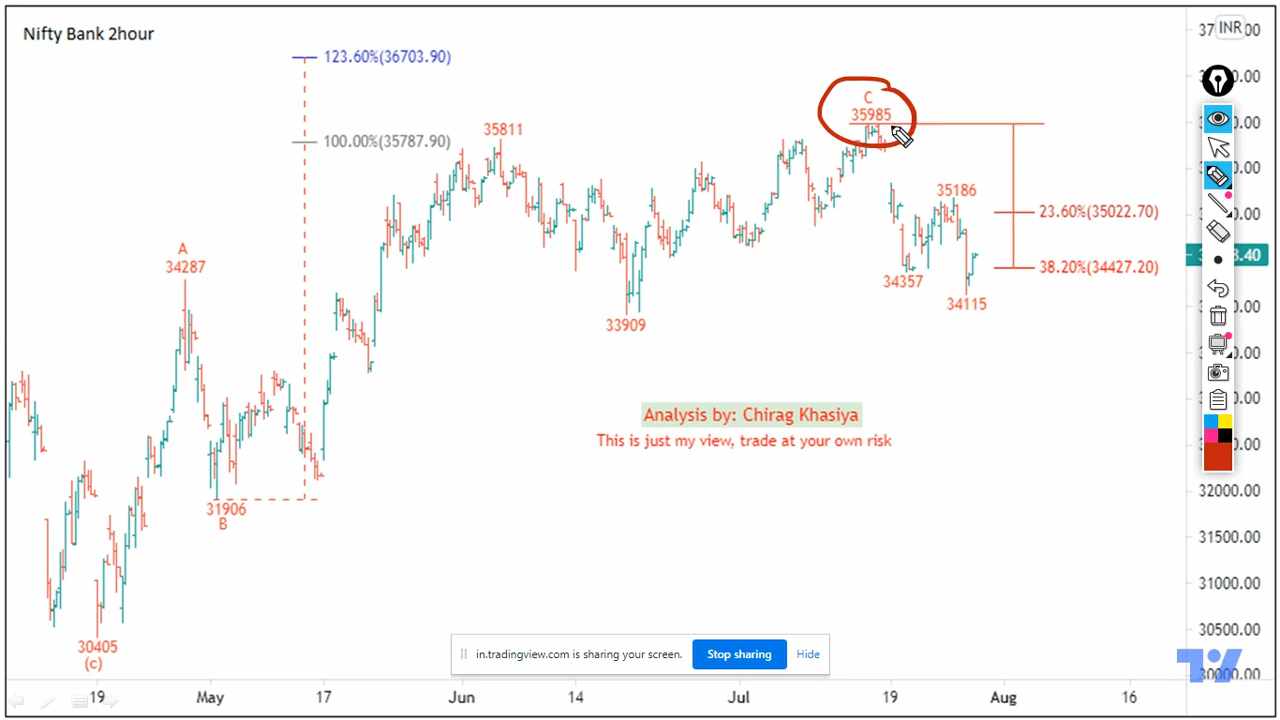 Nifty Bank 2hour
INR
123.60%(36703.90)
C
35985
35811
100.00%(35787.90)
35186
23.60%(35022.70)
A
34287
38.20%(34427.20)
34357
34115
33909
Analysis by: Chirag Khasiya
This is just my view, trade at your own risk
32000.00
31906
B
31500.00
31000.00
30405
(c)
30500.00
in.tradingview.com is sharing your screen.
Stop sharing
Hide
30000.00
19
May
17
Jun
14
Jul
19
Aug
16